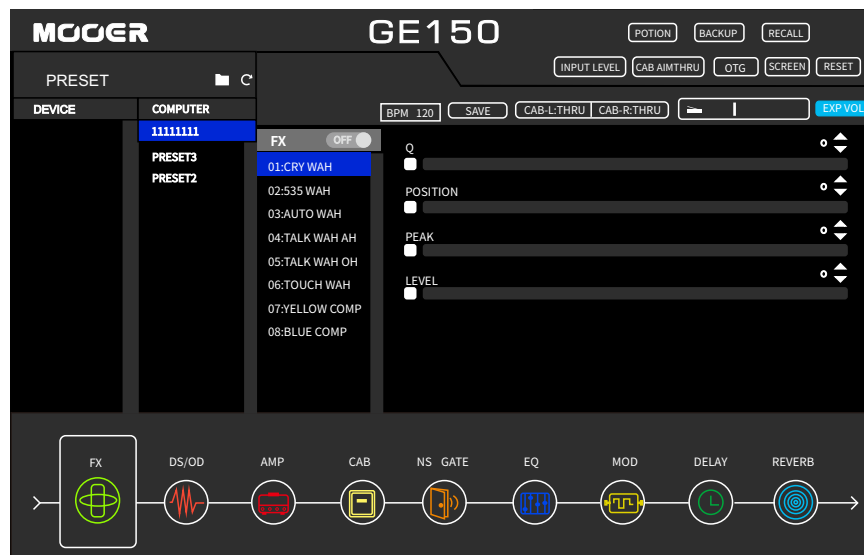 MOOER
GE150
POTION BACKUP RECALL
PRESET
INPUT LEVEL CAB AIMTHRU OTG SCREEN RESET
DEVICE COMPUTER
BPM 120 SAVE CAB-L:THRU CAB-R:THRU EXP VOL
11111111
PRESET3
PRESET2
FX OFF
01:CRY WAH
02:535 WAH
03:AUTO WAH
04:TALK WAH AH
05:TALK WAH OH
06:TOUCH WAH
07:YELLOW COMP
08:BLUE COMP
Q 0
POSITION 0
PEAK 0
LEVEL 0
FX DS/OD AMP CAB NS GATE EQ MOD DELAY REVERB